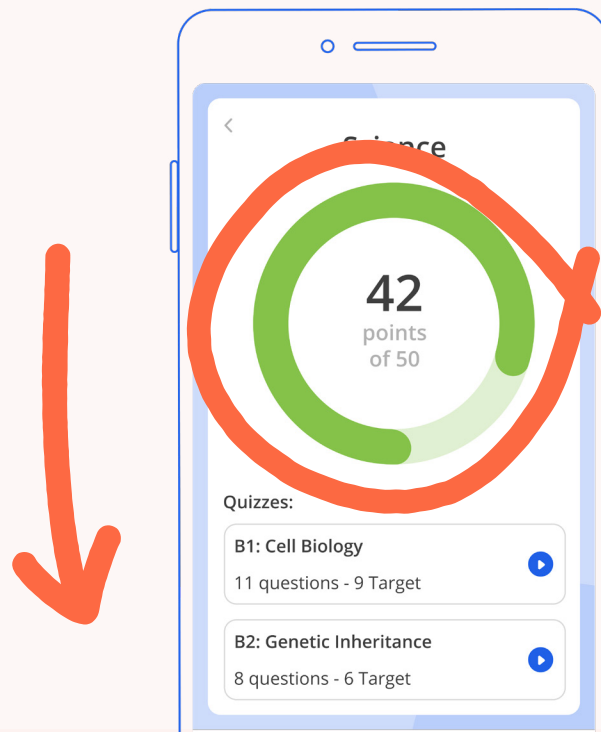 Science
42
points
of 50
Quizzes:
B1: Cell Biology
11 questions - 9 Target
B2: Genetic Inheritance
8 questions - 6 Target